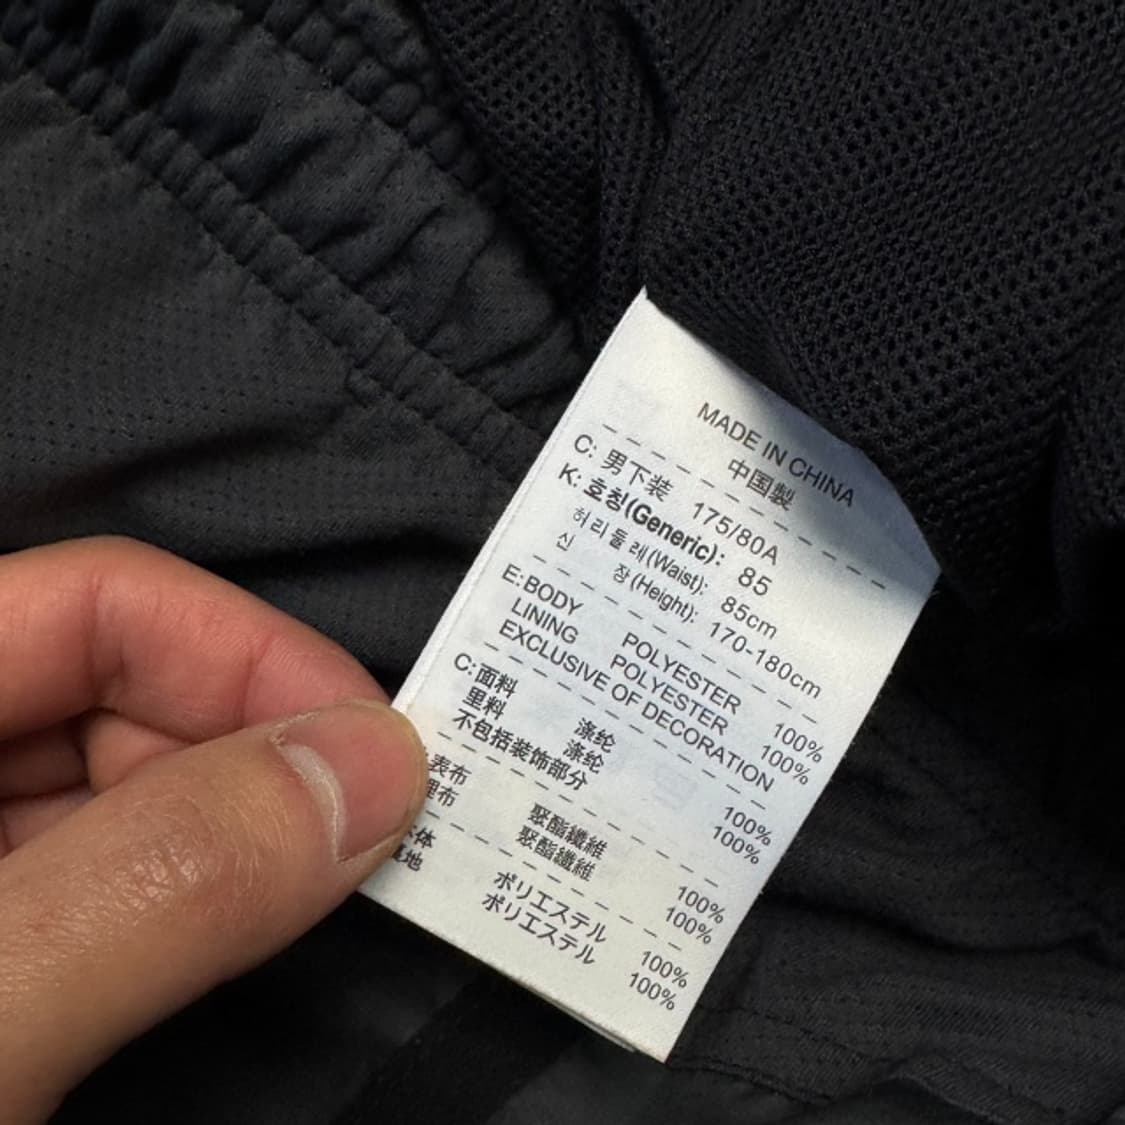 MADE IN CHINA
中国製
C: 男下装 175/80A
K: 호칭(Generic): 85
허리둘레(Waist): 85cm
신 장(Height): 170-180cm
E:BODY POLYESTER 100%
LINING POLYESTER 100%
EXCLUSIVE OF DECORATION
C:面料 涤纶 100%
里料 涤纶 100%
不包括装饰部分
表布 聚酯纖維 100%
裡布 聚酯纖維 100%
体 ポリエステル 100%
地 ポリエステル 100%